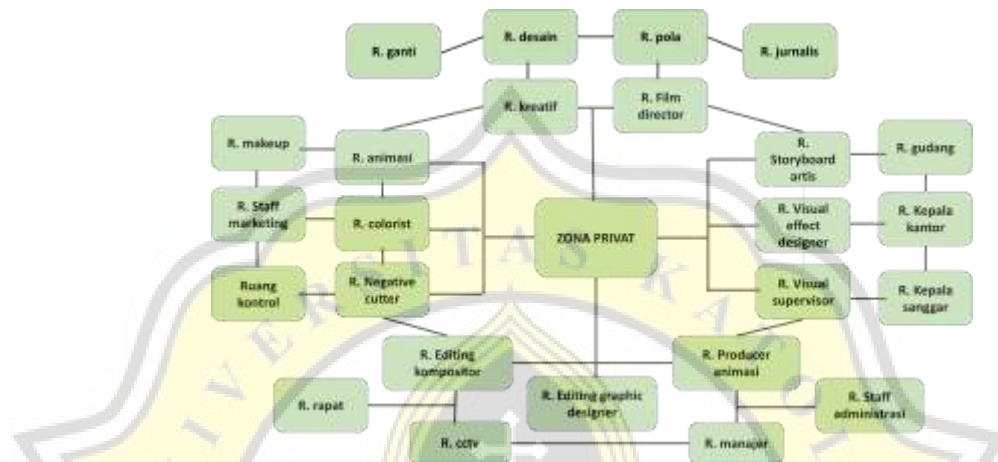 R. ganti
R. desain
R. pola
R. jurnalis
R. kreatif
R. Film
director
R. makeup
R. animasi
R.
Storyboard
artis
R. gudang
R. Staff
marketing
R. colorist
ZONA PRIVAT
R. Visual
effect
designer
R. Kepala
kantor
Ruang
kontrol
R. Negative
cutter
R. Visual
supervisor
R. Kepala
sanggar
R. Editing
kompositor
R. Producer
animasi
R. rapat
R. Editing graphic
designer
R. Staff
administrasi
R. cctv
R. manajer